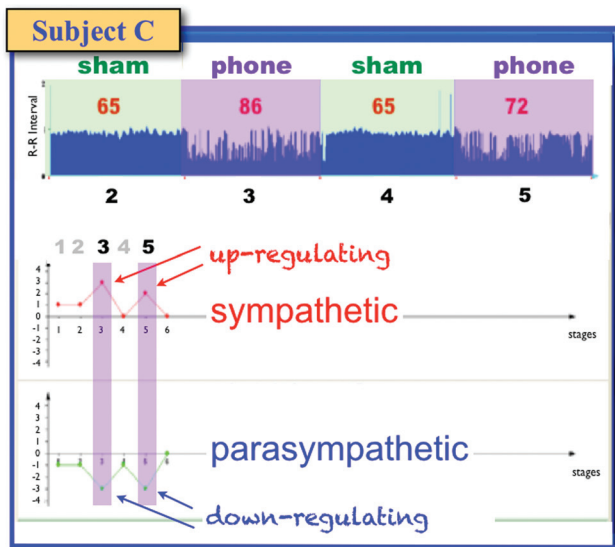 Subject C
sham phone sham phone
65 86 65 72
R-R Interval
2 3 4 5
1 2 3 4 5
up-regulating
4
3
2
1
0
-1
-2
-3
-4
sympathetic
1 2 3 4 5 6
stages
4
3
2
1
0
-1
-2
-3
-4
parasympathetic
stages
down-regulating